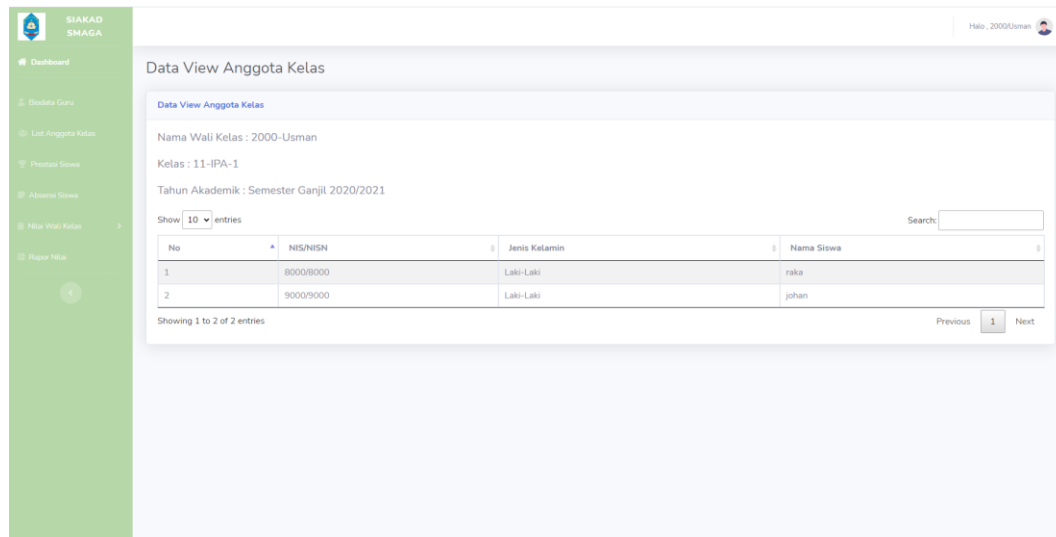 SIAKAD
SMAGA
Halo , 2000/Usman
Dashboard
Biodata Guru
List Anggota Kelas
Prestasi Siswa
Absensi Siswa
Nilai Wali Kelas
Rapor Nilai
Data View Anggota Kelas
Data View Anggota Kelas
Nama Wali Kelas : 2000-Usman
Kelas : 11-IPA-1
Tahun Akademik : Semester Ganjil 2020/2021
Show 10 entries Search:
No NIS/NISN Jenis Kelamin Nama Siswa
1 8000/8000 Laki-Laki raka
2 9000/9000 Laki-Laki johan
Showing 1 to 2 of 2 entries Previous 1 Next